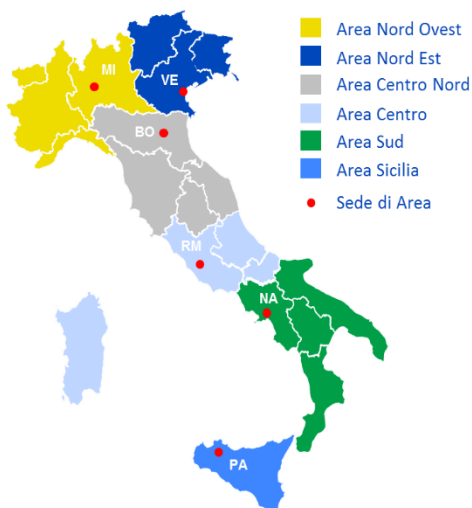 Area Nord Ovest
Area Nord Est
Area Centro Nord
Area Centro
Area Sud
Area Sicilia
Sede di Area
MI
VE
BO
RM
NA
PA